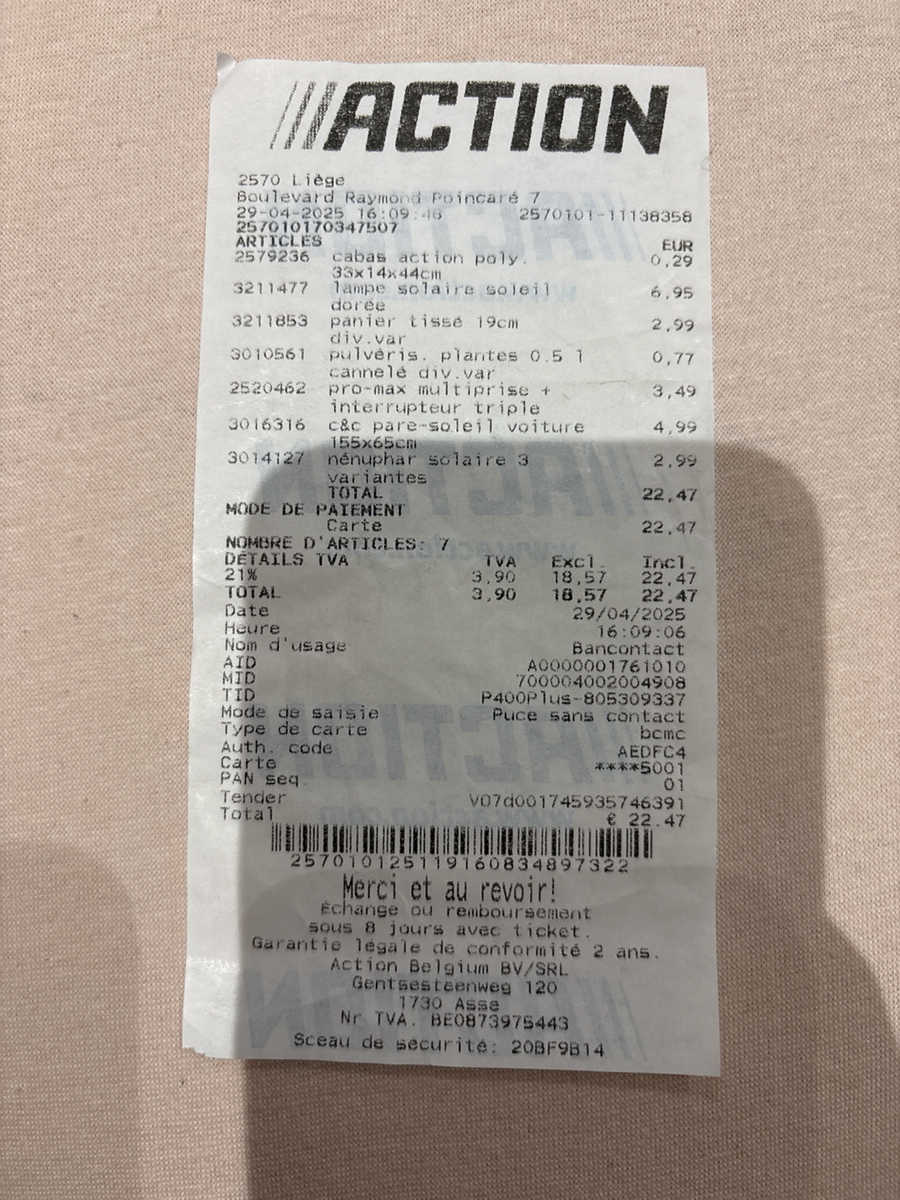 ACTION
2570 Liège
Boulevard Raymond Poincaré 7
29-04-2025 16:09:48 2570101-11138358
257010170347507
ARTICLES EUR
2579236 cabas action poly. 0,29
33x14x44cm
3211477 lampe solaire soleil 6,95
dorée
3211853 panier tissé 19cm 2,99
div.var
3010561 pulvéris. plantes 0.5 l 0,77
cannelé div.var
2520462 pro-max multiprise + 3,49
interrupteur triple
3016316 c&c pare-soleil voiture 4,99
155x65cm
3014127 nénuphar solaire 3 2,99
variantes
TOTAL 22,47
MODE DE PAIEMENT
Carte 22,47
NOMBRE D'ARTICLES: 7
DÉTAILS TVA TVA Excl. Incl.
21% 3,90 18,57 22,47
TOTAL 3,90 18,57 22,47
Date 29/04/2025
Heure 16:09:06
Nom d'usage Bancontact
AID A0000001761010
MID 700004002004908
TID P400Plus-805309337
Mode de saisie Puce sans contact
Type de carte bcmc
Auth. code AEDFC4
Carte ****5001
PAN seq. 01
Tender V07d001745935746391
Total € 22.47
257010125119160834897322
Merci et au revoir!
Échange ou remboursement
sous 8 jours avec ticket.
Garantie légale de conformité 2 ans.
Action Belgium BV/SRL
Gentsesteenweg 120
1730 Asse
Nr TVA. BE0873975443
Sceau de sécurité: 20BF9B14